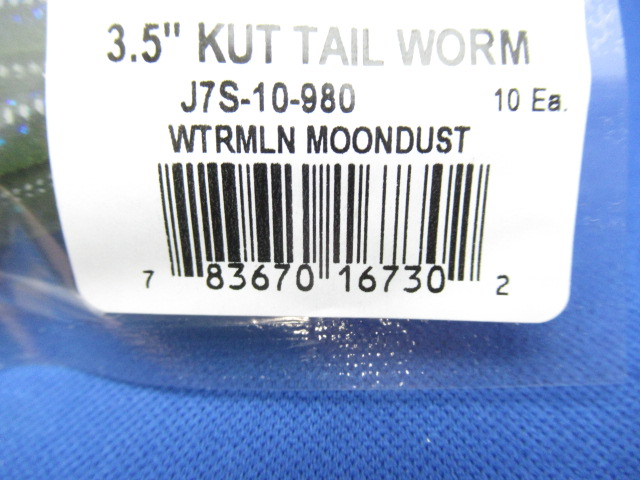 3.5" KUT TAIL WORM
J7S-10-980 10 Ea.
WTRMLN MOONDUST
7 83670 16730 2